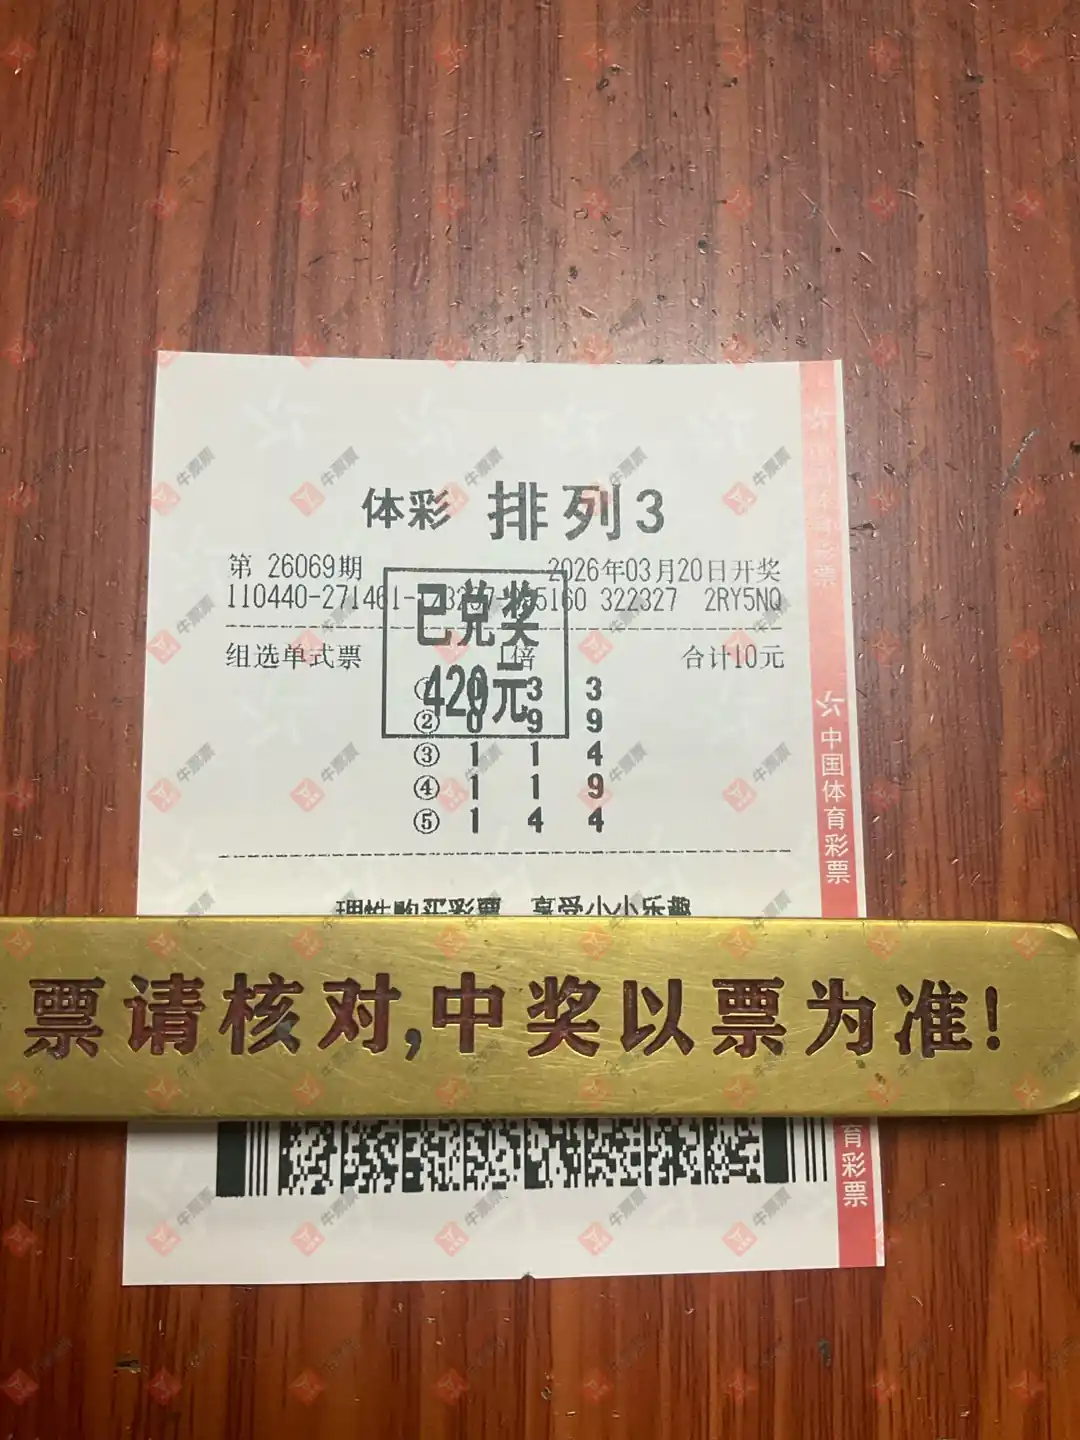 体彩 排列3
第 26069期 2026年03月20日开奖
322327 2RY5NQ
已兑奖
420元
组选单式票 1倍 合计10元
① 0 3 3
② 0 9 9
③ 1 1 4
④ 1 1 9
⑤ 1 4 4
理性购买彩票 享受小小乐趣
票请核对,中奖以票为准!
中国体育彩票
育彩票
牛票票